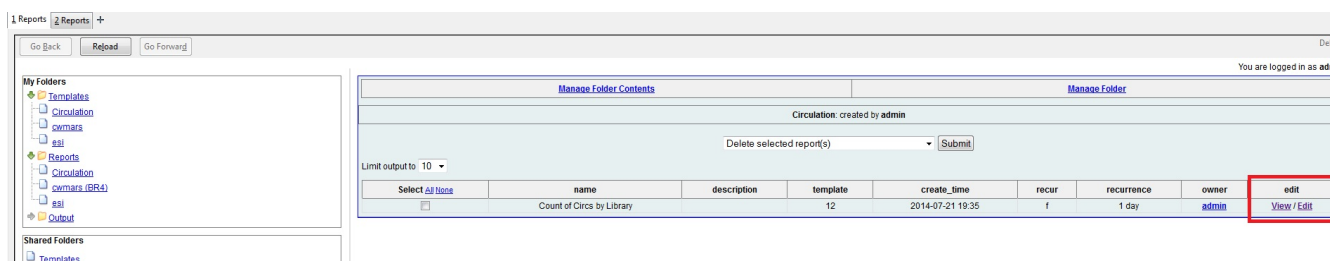 1 Reports 2 Reports +
Go Back Reload Go Forward
You are logged in as
My Folders
Templates
Circulation
cwmars
esi
Reports
Circulation
cwmars (BR4)
esi
Output
Shared Folders
Templates
Manage Folder Contents Manage Folder
Circulation: created by admin
Delete selected report(s) Submit
Limit output to 10
Select All None name description template create_time recur recurrence owner edit
Count of Circs by Library 12 2014-07-21 19:35 f 1 day admin View / Edit